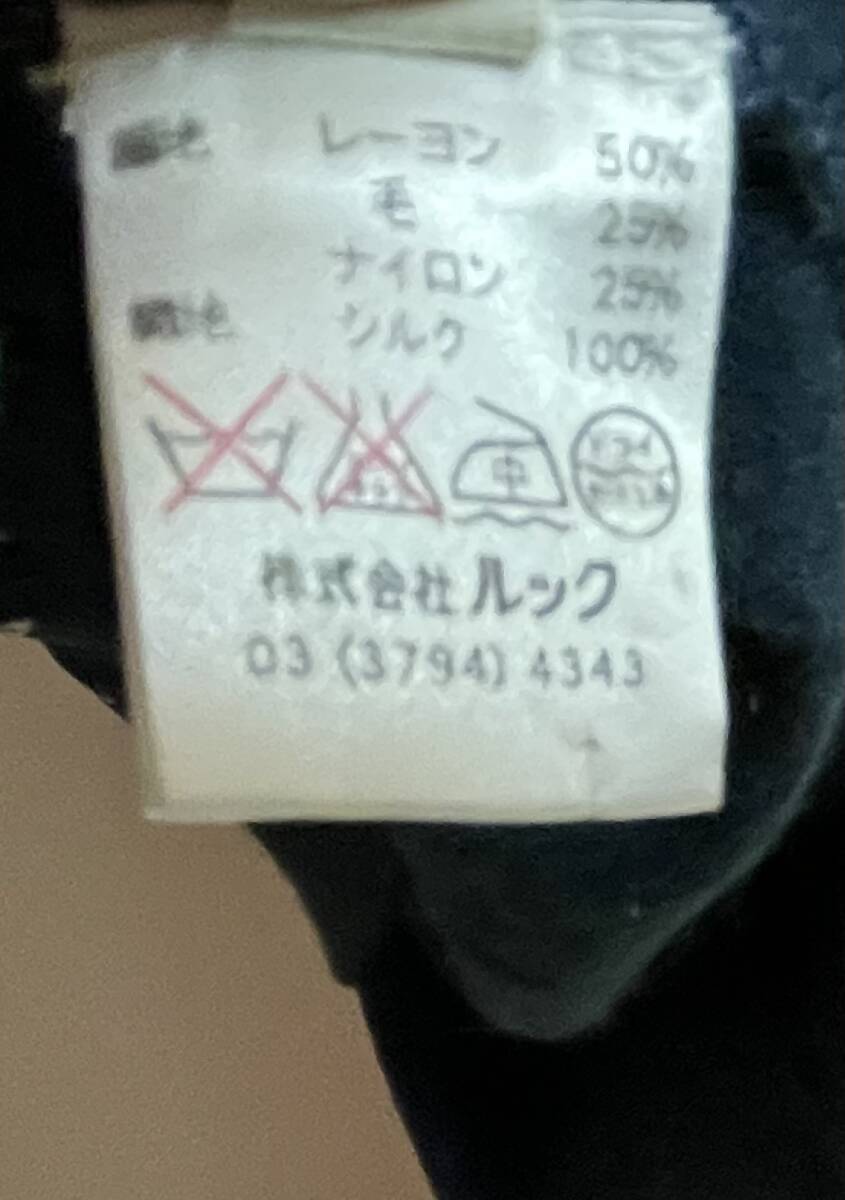 レーヨン 50%
毛 25%
ナイロン 25%
シルク 100%
中
株式会社ルック
03 (3794) 4343